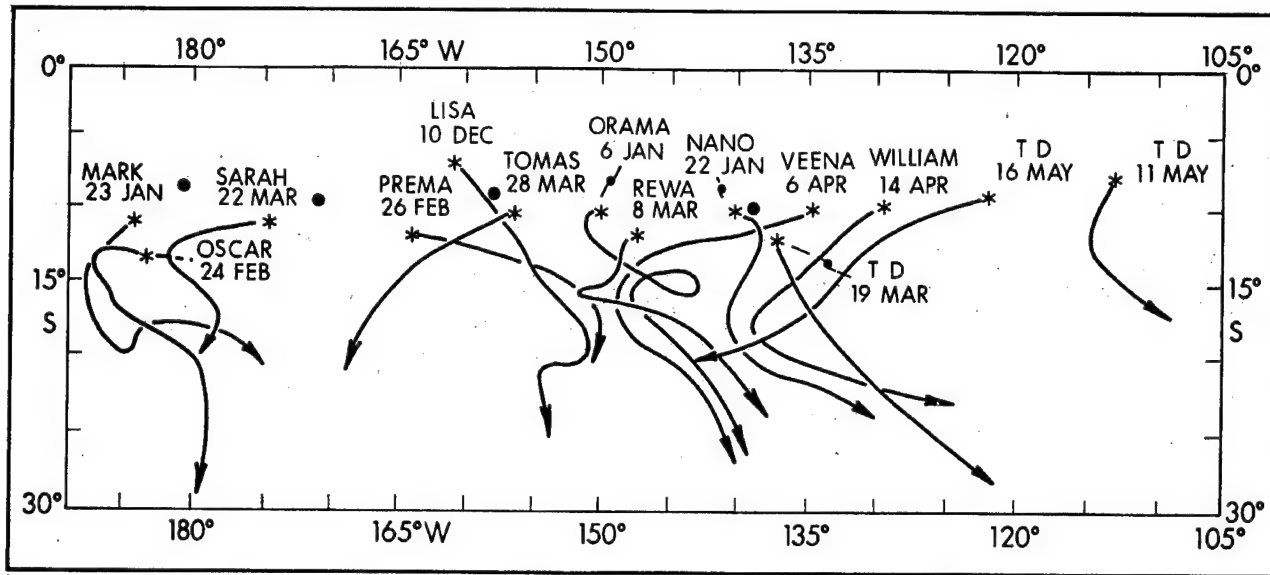 180° 165° W 150° 135° 120° 105°
0° 0°
LISA
10 DEC
ORAMA
6 JAN
NANO
22 JAN
MARK
23 JAN
SARAH
22 MAR
PREMA
26 FEB
TOMAS
28 MAR
REWA
8 MAR
VEENA
6 APR
WILLIAM
14 APR
T D
16 MAY
T D
11 MAY
OSCAR
24 FEB
T D
19 MAR
15° 15°
S S
30° 30°
180° 165°W 150° 135° 120° 105°